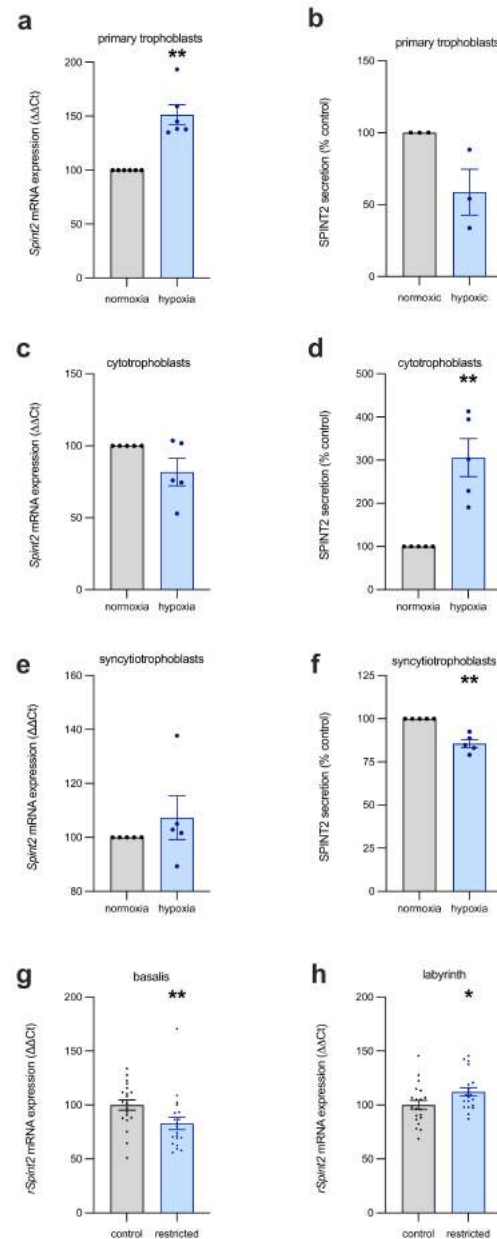 a
primary trophoblasts
**
Spint2 mRNA expression (ΔΔCt)
200
150
100
50
0
normoxia hypoxia
b
primary trophoblasts
SPINT2 secretion (% control)
150
100
50
0
normoxic hypoxic
c
cytotrophoblasts
Spint2 mRNA expression (ΔΔCt)
150
100
50
0
normoxia hypoxia
d
cytotrophoblasts
**
SPINT2 secretion (% control)
500
400
300
200
100
0
normoxia hypoxia
e
syncytiotrophoblasts
Spint2 mRNA expression (ΔΔCt)
160
140
120
100
80
normoxia hypoxia
f
syncytiotrophoblasts
**
SPINT2 secretion (% control)
125
100
75
50
25
0
normoxia hypoxia
g
basalis
**
rSpint2 mRNA expression (ΔΔCt)
200
150
100
50
0
control restricted
h
labyrinth
*
rSpint2 mRNA expression (ΔΔCt)
200
150
100
50
0
control restricted